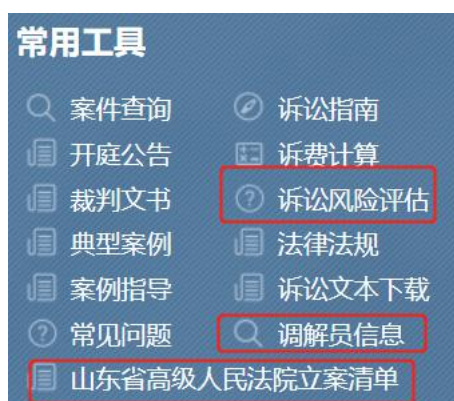 常用工具
案件查询 诉讼指南
开庭公告 诉费计算
裁判文书 诉讼风险评估
典型案例 法律法规
案例指导 诉讼文本下载
常见问题 调解员信息
山东省高级人民法院立案清单